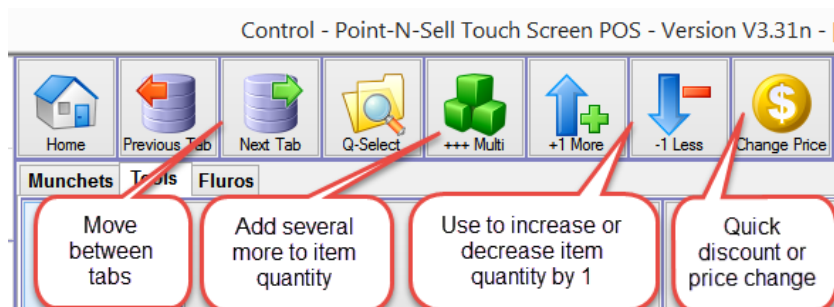 Control - Point-N-Sell Touch Screen POS - Version V3.31n -
Home
Previous Tab
Next Tab
Q-Select
+++ Multi
+1 More
-1 Less
Change Price
Munchets
Tools
Fluros
Move
between
tabs
Add several
more to item
quantity
Use to increase or
decrease item
quantity by 1
Quick
discount or
price change